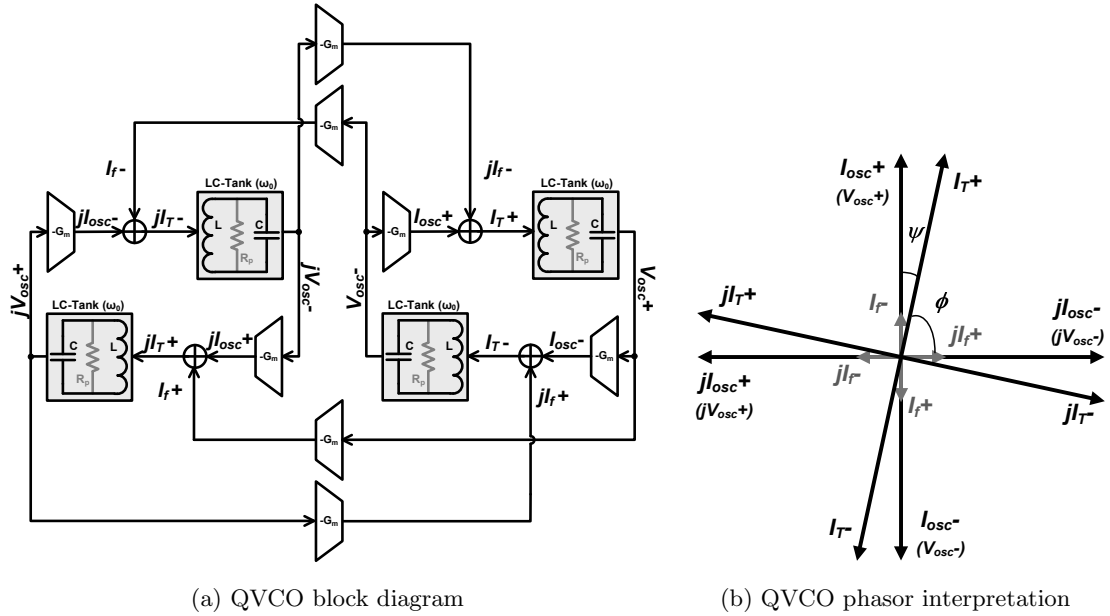 -Gm
-Gm
If-
jIf-
LC-Tank (ω0)
LC-Tank (ω0)
-Gm
jIosc-
jIT-
L
Rp
C
-Gm
Iosc+
IT+
L
Rp
C
jVosc+
jVosc-
Vosc-
Vosc+
LC-Tank (ω0)
LC-Tank (ω0)
C
Rp
L
jIT+
jIosc+
-Gm
C
Rp
L
IT-
Iosc-
-Gm
If+
jIf+
-Gm
-Gm
Iosc+
(Vosc+)
IT+
ψ
jIT+
If-
ϕ
jIf+
jIosc-
(jVosc-)
jIosc+
(jVosc+)
jIf-
If+
jIT-
IT-
Iosc-
(Vosc-)
(a) QVCO block diagram
(b) QVCO phasor interpretation